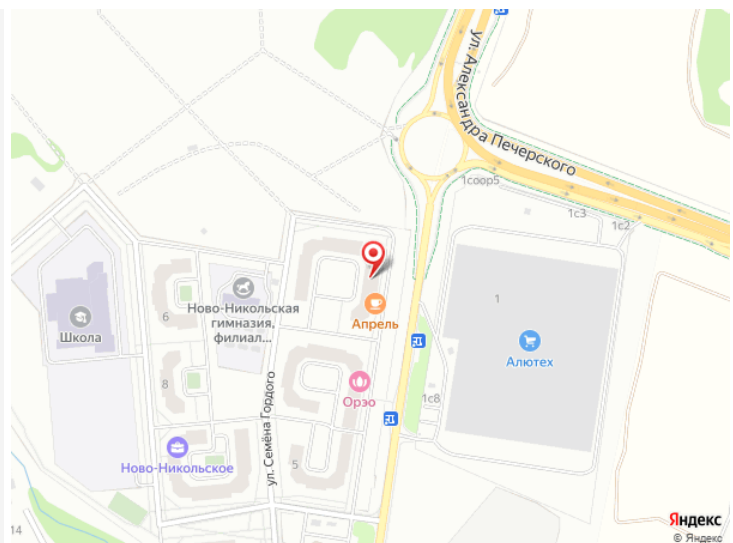 ул. Александра Печерского
1соор5
1с3
1с2
Ново-Никольская
гимназия,
филиал...
Школа
6
Апрель
1
Алютех
8
ул. Семёна Гордого
Орэо
1с8
Ново-Никольское
5
14
Яндекс
© Яндекс